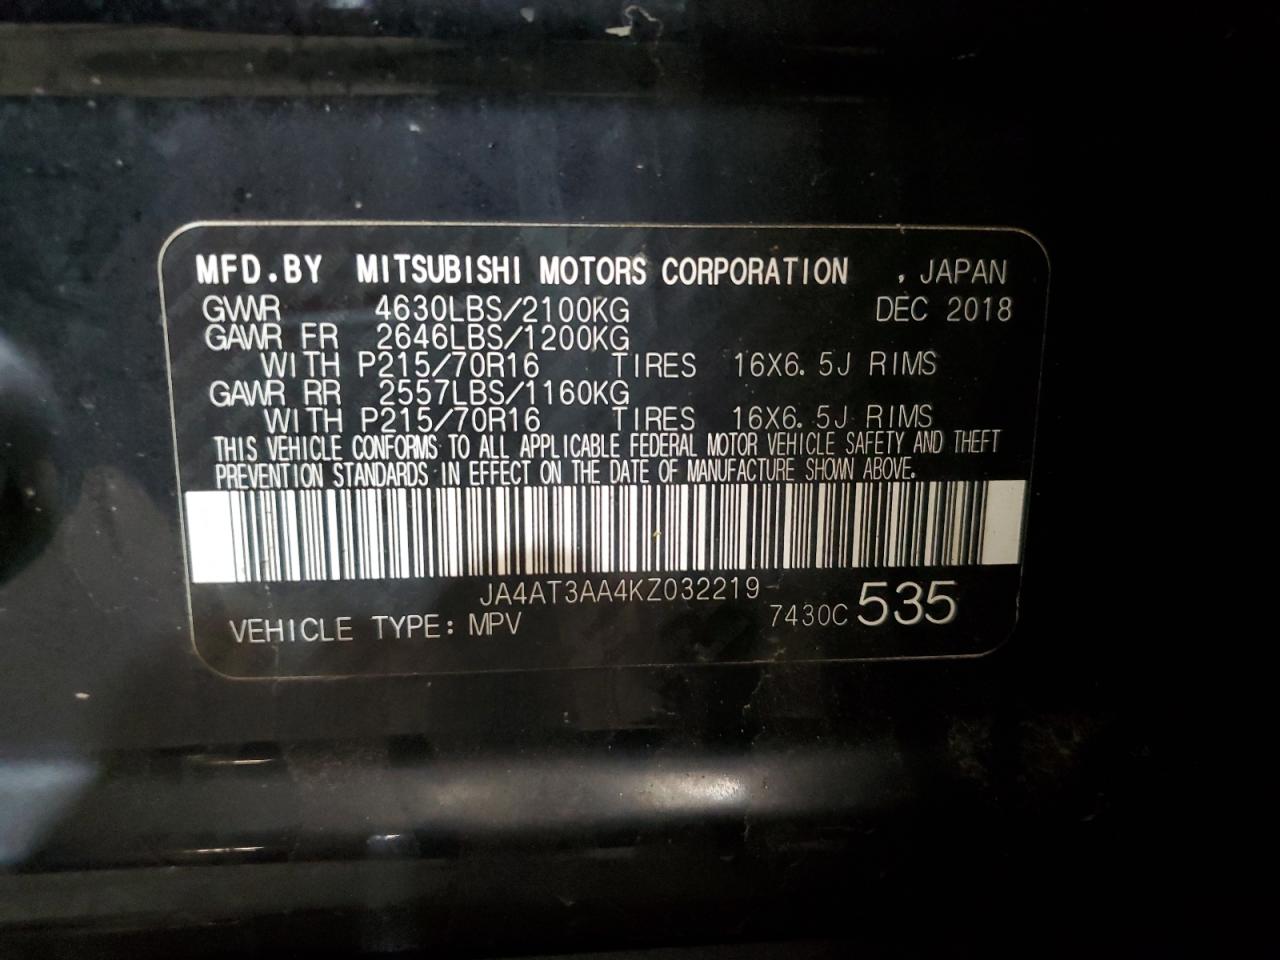 MFD.BY MITSUBISHI MOTORS CORPORATION , JAPAN
GVWR 4630LBS/2100KG DEC 2018
GAWR FR 2646LBS/1200KG
WITH P215/70R16 TIRES 16X6.5J RIMS
GAWR RR 2557LBS/1160KG
WITH P215/70R16 TIRES 16X6.5J RIMS
THIS VEHICLE CONFORMS TO ALL APPLICABLE FEDERAL MOTOR VEHICLE SAFETY AND THEFT
PREVENTION STANDARDS IN EFFECT ON THE DATE OF MANUFACTURE SHOWN ABOVE.
JA4AT3AA4KZ032219
VEHICLE TYPE: MPV 7430C 535